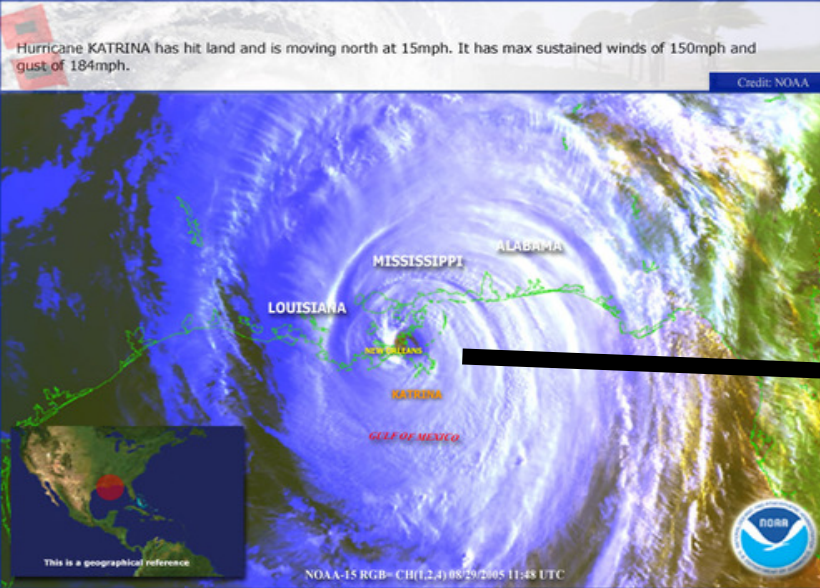 Hurricane KATRINA has hit land and is moving north at 15mph. It has max sustained winds of 150mph and
gust of 184mph.
Credit: NOAA
ALABAMA
MISSISSIPPI
LOUISIANA
NEW ORLEANS
KATRINA
GULF OF MEXICO
This is a geographical reference
NOAA
NOAA-15 RGB= CH(1,2,4) 08/29/2005 11:48 UTC